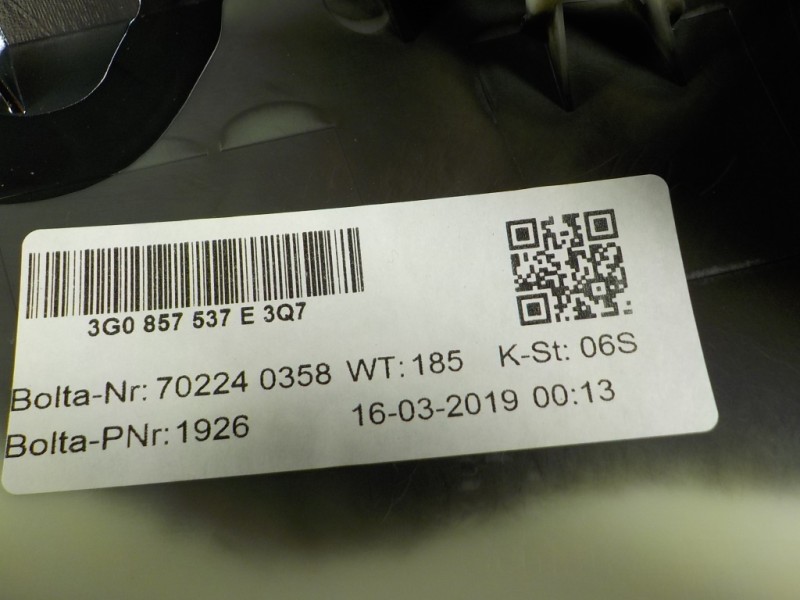 3G0 857 537 E 3Q7
Bolta-Nr: 70224 0358 WT: 185 K-St: 06S
Bolta-PNr: 1926 16-03-2019 00:13